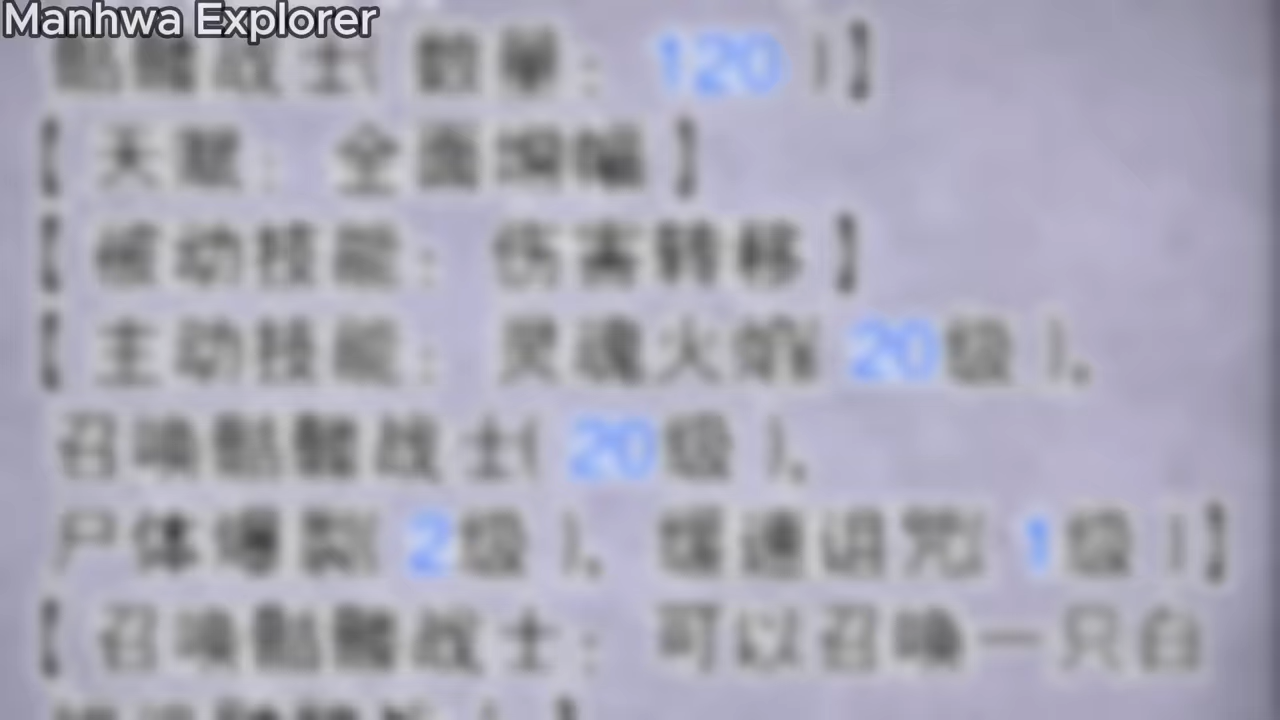 Manhwa Explorer
骷髅战士( 数量: 120 )】
【 天赋: 全面增幅 】
【 被动技能: 伤害转移 】
【 主动技能: 灵魂火焰( 20级 )、
召唤骷髅战士( 20级 )、
尸体爆裂( 2级 )、 缓速诅咒( 1级 )】
【 召唤骷髅战士: 可以召唤一只白